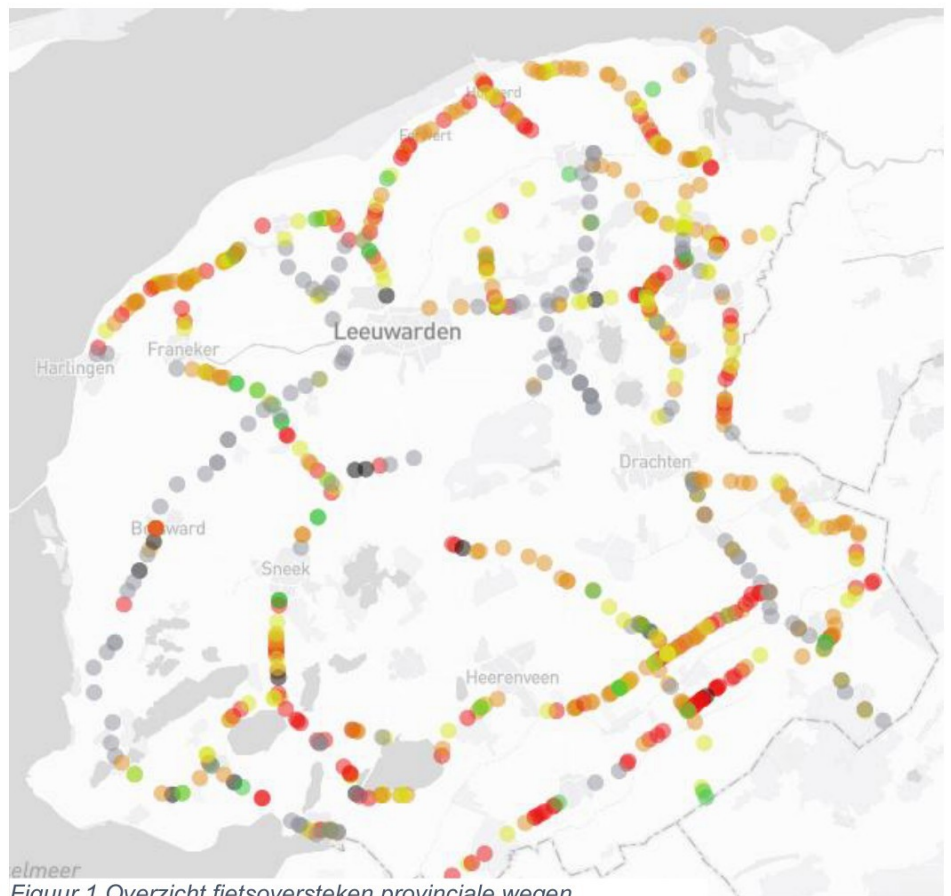 Leeuwarden
Franeker
Harlingen
Drachten
Sneek
Heerenveen
elmeer
Figuur 1 Overzicht fietsoversteken provinciale wegen